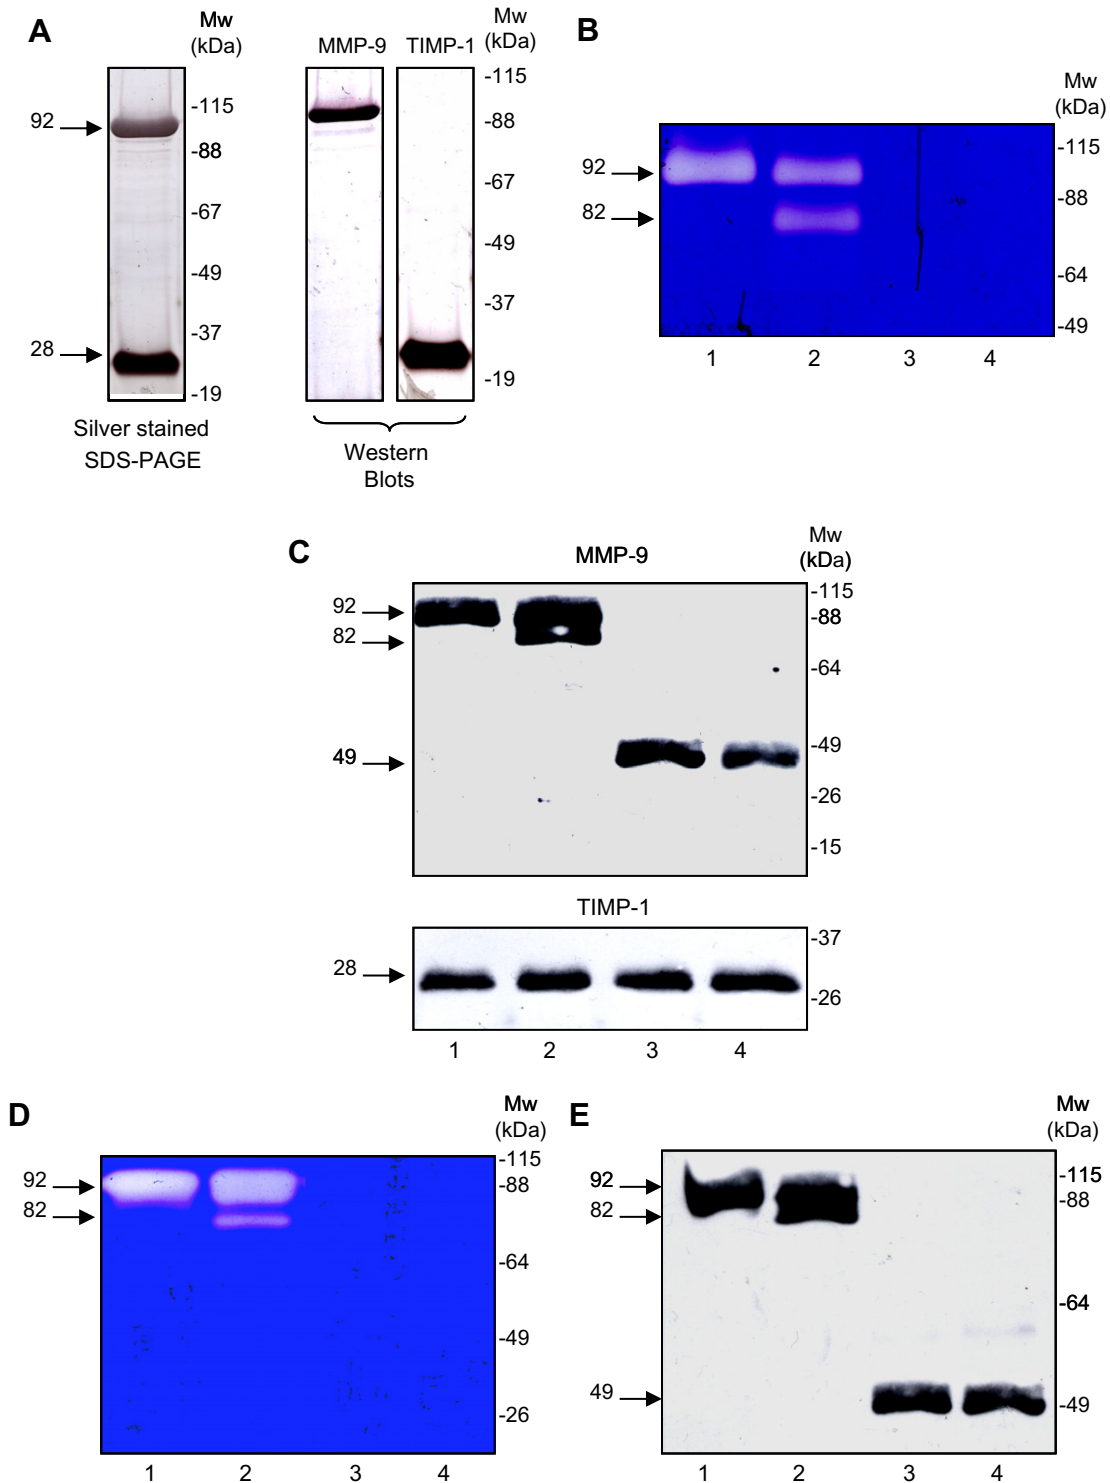 A
Mw
(kDa)
92
-115
-88
-67
-49
-37
28
-19
Silver stained
SDS-PAGE
MMP-9
TIMP-1
Mw
(kDa)
-115
-88
-67
-49
-37
-19
Western
Blots
B
Mw
(kDa)
92
82
-115
-88
-64
-49
1 2 3 4
C
MMP-9
Mw
(kDa)
92
82
49
-115
-88
-64
-49
-26
-15
TIMP-1
28
-37
-26
1 2 3 4
D
Mw
(kDa)
92
82
-115
-88
-64
-49
-26
1 2 3 4
E
Mw
(kDa)
92
82
49
-115
-88
-64
-49
1 2 3 4